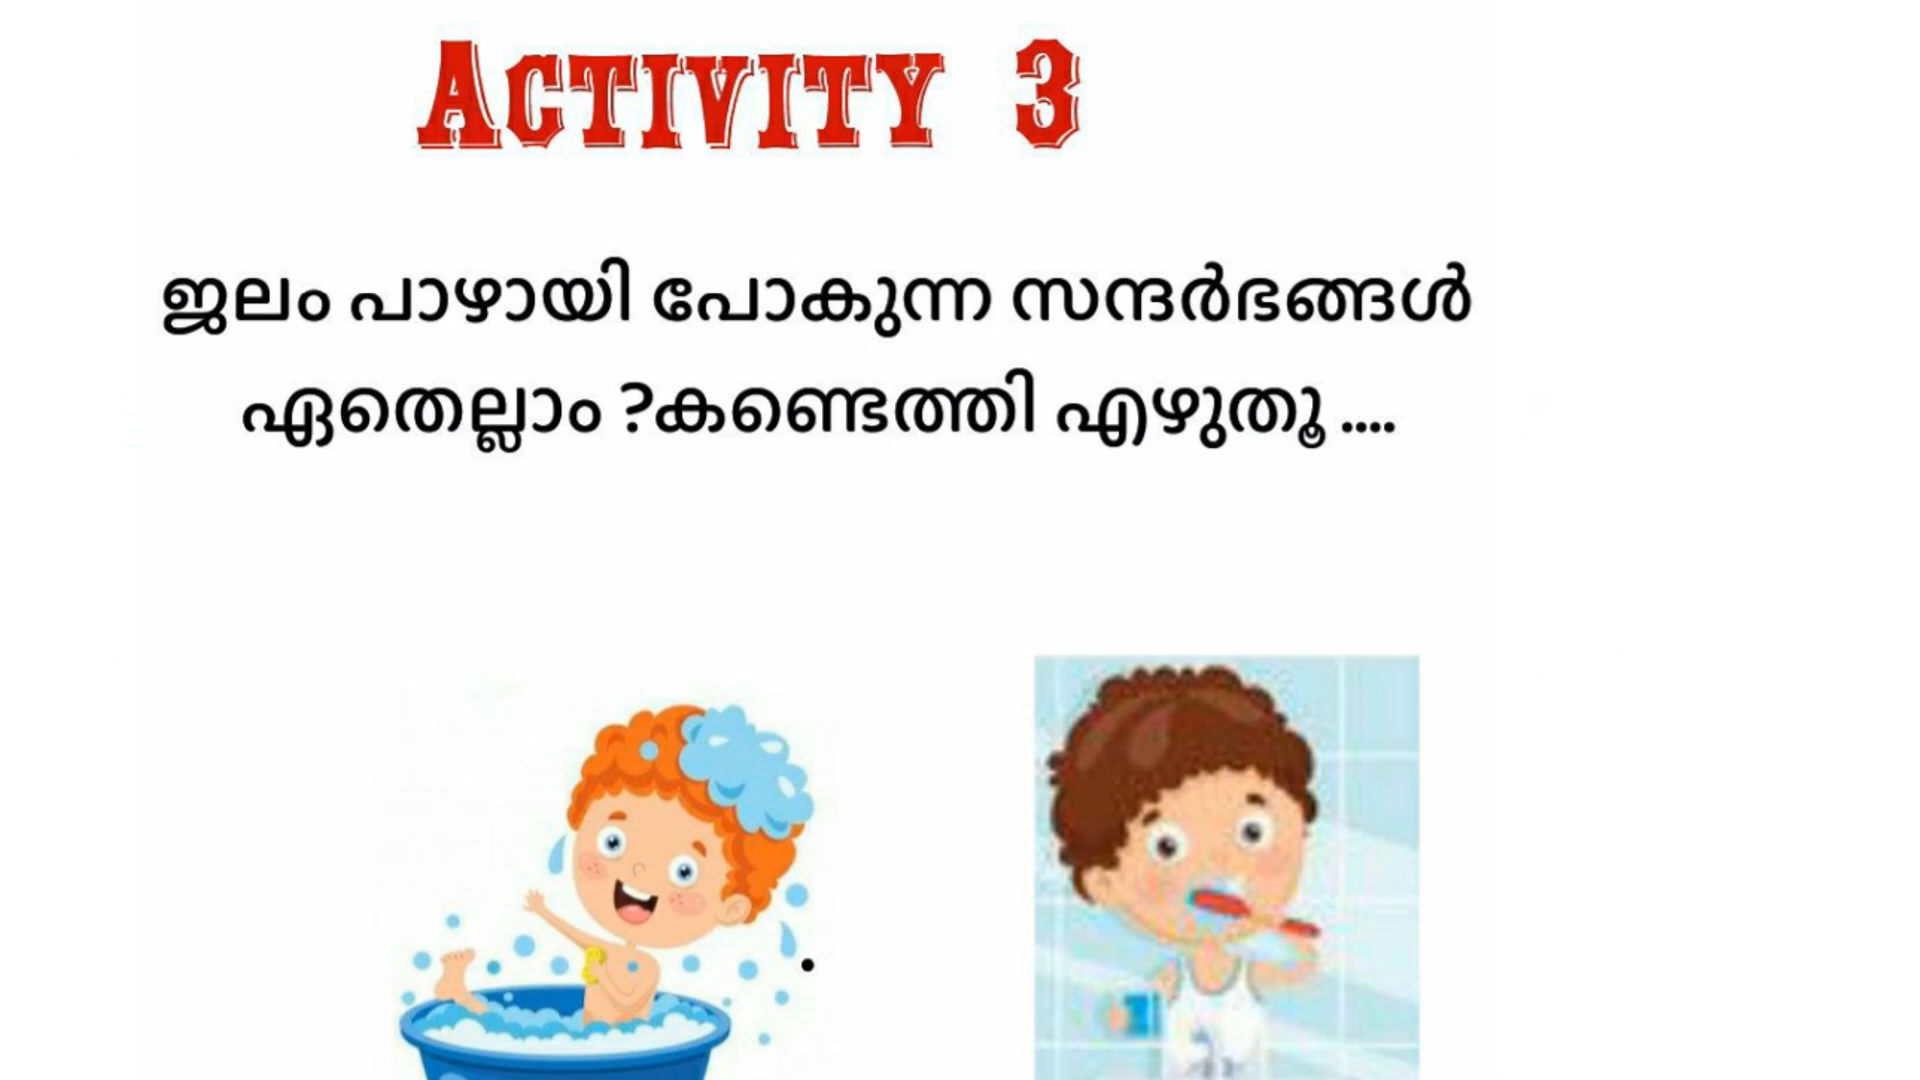 ACTIVITY 3
ജലം പാഴായി പോകുന്ന സന്ദർഭങ്ങൾ
ഏതെല്ലാം ?കണ്ടെത്തി എഴുതൂ ....